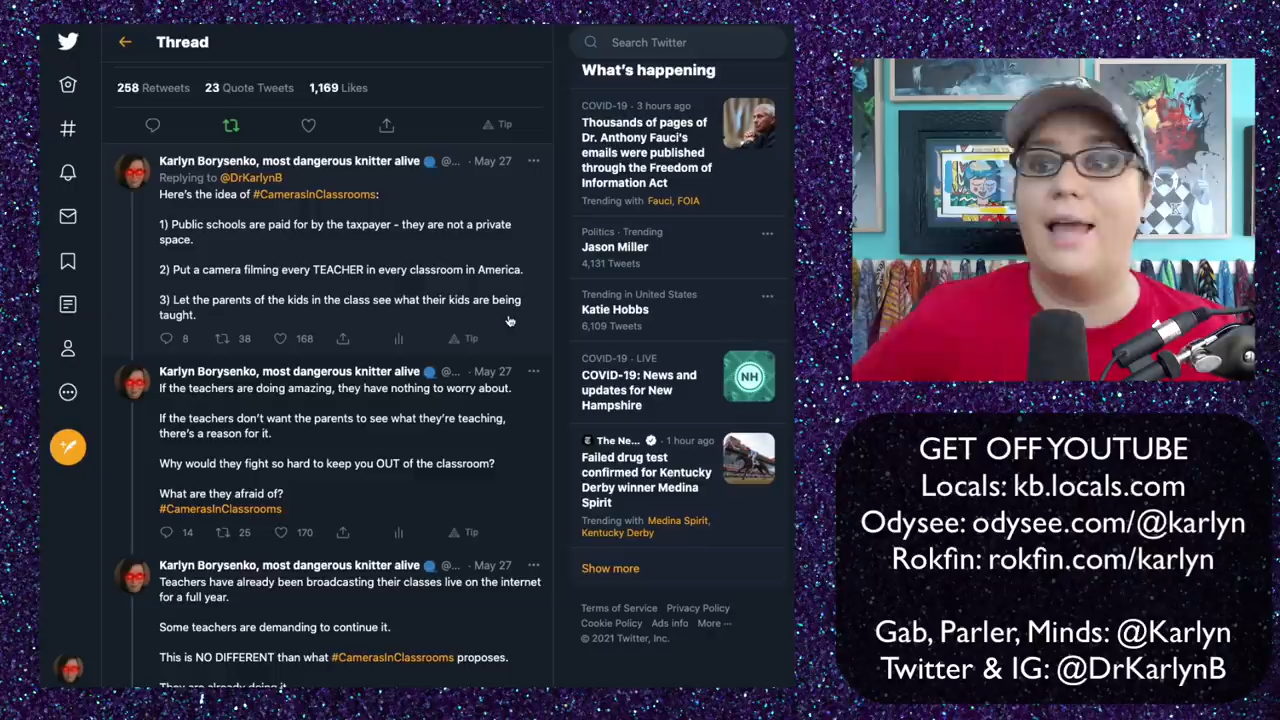 Thread
258 Retweets 23 Quote Tweets 1,169 Likes
Tip
Karlyn Borysenko, most dangerous knitter alive @... · May 27
Replying to @DrKarlynB
Here's the idea of #CamerasInClassrooms:
1) Public schools are paid for by the taxpayer - they are not a private
space.
2) Put a camera filming every TEACHER in every classroom in America.
3) Let the parents of the kids in the class see what their kids are being
taught.
8 38 168 Tip
Karlyn Borysenko, most dangerous knitter alive @... · May 27
If the teachers are doing amazing, they have nothing to worry about.
If the teachers don't want the parents to see what they're teaching,
there's a reason for it.
Why would they fight so hard to keep you OUT of the classroom?
What are they afraid of?
#CamerasInClassrooms
14 25 170 Tip
Karlyn Borysenko, most dangerous knitter alive @... · May 27
Teachers have already been broadcasting their classes live on the internet
for a full year.
Some teachers are demanding to continue it.
This is NO DIFFERENT than what #CamerasInClassrooms proposes.
They are already doing it.
Search Twitter
What's happening
COVID-19 · 3 hours ago
Thousands of pages of
Dr. Anthony Fauci's
emails were published
through the Freedom of
Information Act
Trending with Fauci, FOIA
Politics · Trending
Jason Miller
4,131 Tweets
Trending in United States
Katie Hobbs
6,109 Tweets
COVID-19 · LIVE
COVID-19: News and
updates for New
Hampshire
NH
The Ne... · 1 hour ago
Failed drug test
confirmed for Kentucky
Derby winner Medina
Spirit
Trending with Medina Spirit,
Kentucky Derby
Show more
Terms of Service Privacy Policy
Cookie Policy Ads info More ...
© 2021 Twitter, Inc.
GET OFF YOUTUBE
Locals: kb.locals.com
Odysee: odysee.com/@karlyn
Rokfin: rokfin.com/karlyn
Gab, Parler, Minds: @Karlyn
Twitter & IG: @DrKarlynB